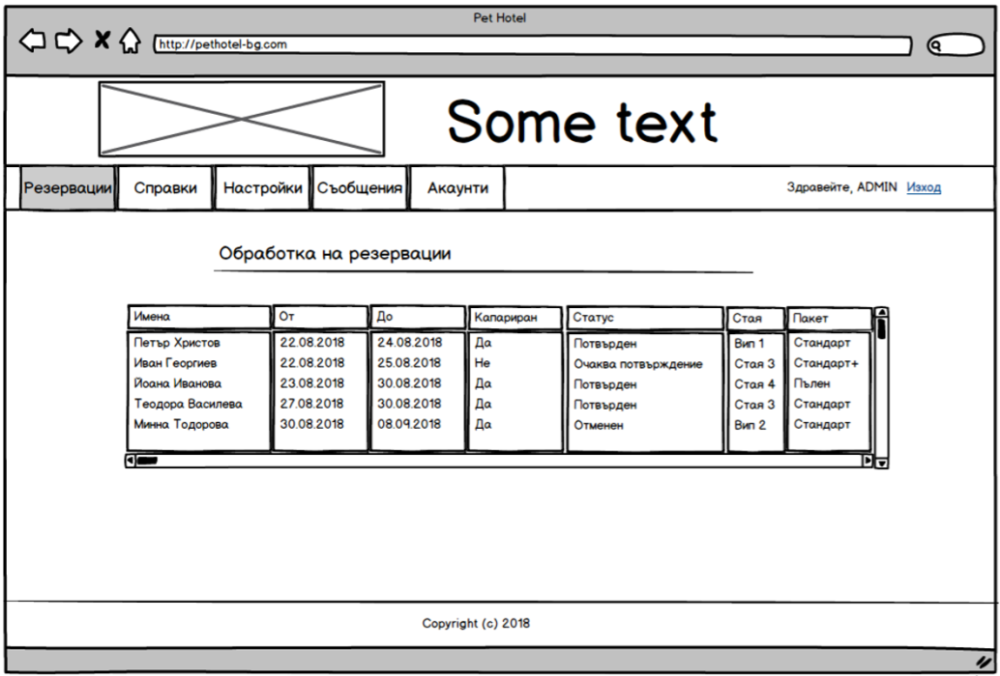 Pet Hotel
http://pethotel-bg.com
Some text
Резервации Справки Настройки Съобщения Акаунти Здравейте, ADMIN Изход
Обработка на резервации
Имена От До Капариран Статус Стая Пакет
Петър Христов 22.08.2018 24.08.2018 Да Потвърден Вип 1 Стандарт
Иван Георгиев 22.08.2018 25.08.2018 Не Очаква потвърждение Стая 3 Стандарт+
Йоана Иванова 23.08.2018 30.08.2018 Да Потвърден Стая 4 Пълен
Теодора Василева 27.08.2018 30.08.2018 Да Потвърден Стая 3 Стандарт
Минна Тодорова 30.08.2018 08.09.2018 Да Отменен Вип 2 Стандарт
Copyright (c) 2018